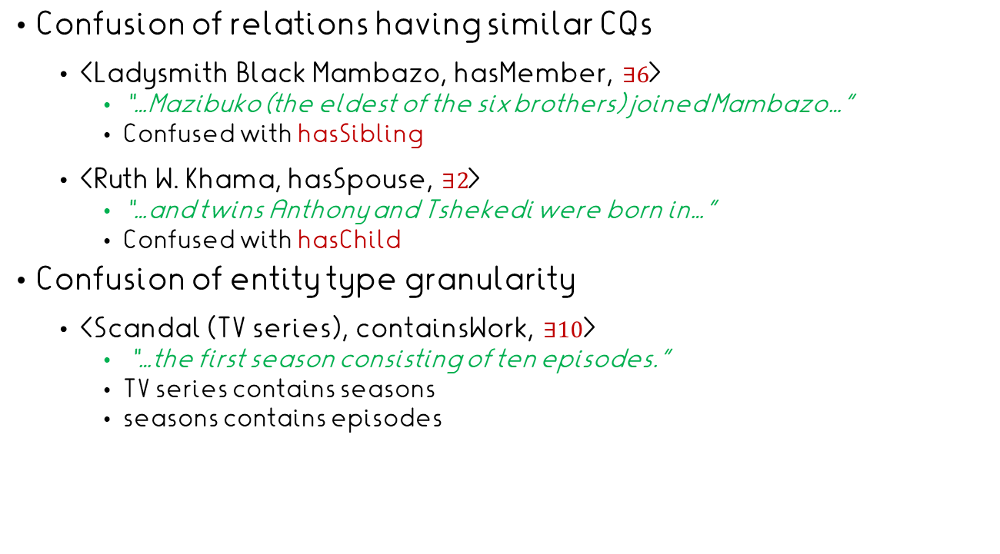 • Confusion of relations having similar CQs
• <Ladysmith Black Mambazo, hasMember, ∃6>
• "…Mazibuko (the eldest of the six brothers) joined Mambazo…"
• Confused with hasSibling
• <Ruth W. Khama, hasSpouse, ∃2>
• "…and twins Anthony and Tshekedi were born in…"
• Confused with hasChild
• Confusion of entity type granularity
• <Scandal (TV series), containsWork, ∃10>
• "…the first season consisting of ten episodes."
• TV series contains seasons
• seasons contains episodes